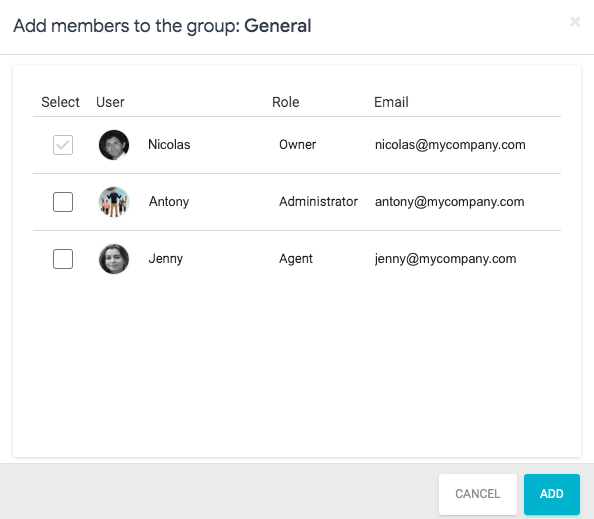 Add members to the group: General
Select User Role Email
Nicolas Owner nicolas@mycompany.com
Antony Administrator antony@mycompany.com
Jenny Agent jenny@mycompany.com
CANCEL ADD